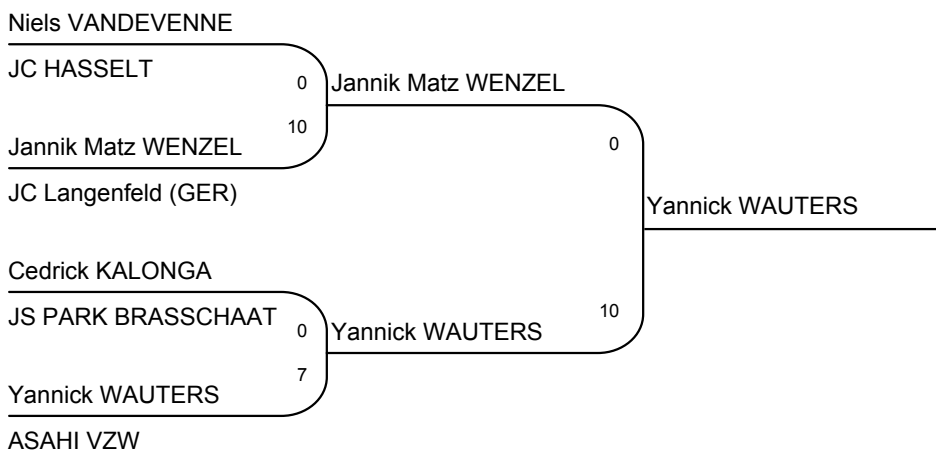 Niels VANDEVENNE
JC HASSELT
0
Jannik Matz WENZEL
10
Jannik Matz WENZEL
0
JC Langenfeld (GER)
Yannick WAUTERS
Cedrick KALONGA
JS PARK BRASSCHAAT
0
Yannick WAUTERS
10
7
Yannick WAUTERS
ASAHI VZW